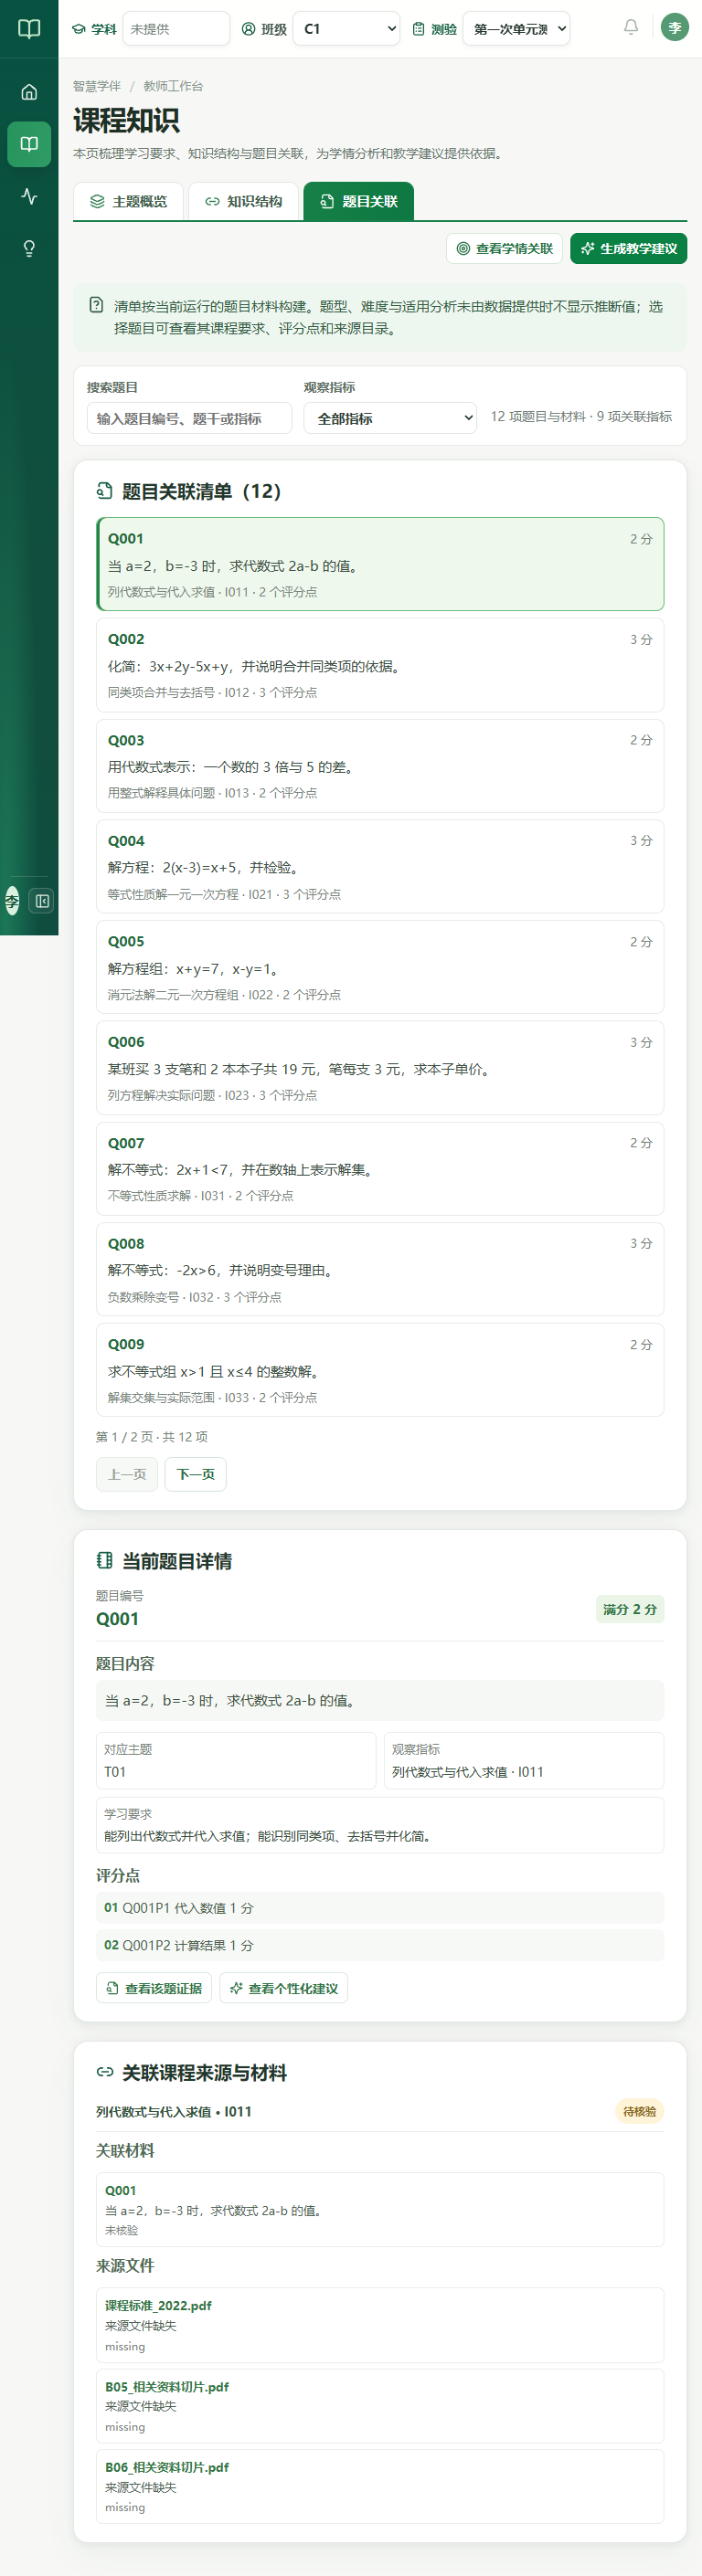 学科 未提供 班级 C1 测验 第一次单元测 李
智慧学伴 / 教师工作台
课程知识
本页梳理学习要求、知识结构与题目关联，为学情分析和教学建议提供依据。
主题概览 知识结构 题目关联
查看学情关联 生成教学建议
清单按当前运行的题目材料构建。题型、难度与适用分析未由数据提供时不显示推断值；选
择题目可查看其课程要求、评分点和来源目录。
搜索题目 观察指标
输入题目编号、题干或指标 全部指标 12 项题目与材料 · 9 项关联指标
题目关联清单（12）
Q001 2 分
当 a=2，b=-3 时，求代数式 2a-b 的值。
列代数式与代入求值 · I011 · 2 个评分点
Q002 3 分
化简：3x+2y-5x+y，并说明合并同类项的依据。
同类项合并与去括号 · I012 · 3 个评分点
Q003 2 分
用代数式表示：一个数的 3 倍与 5 的差。
用整式解释具体问题 · I013 · 2 个评分点
Q004 3 分
解方程：2(x-3)=x+5，并检验。
等式性质解一元一次方程 · I021 · 3 个评分点
李
Q005 2 分
解方程组：x+y=7，x-y=1。
消元法解二元一次方程组 · I022 · 2 个评分点
Q006 3 分
某班买 3 支笔和 2 本本子共 19 元，笔每支 3 元，求本子单价。
列方程解决实际问题 · I023 · 3 个评分点
Q007 2 分
解不等式：2x+1<7，并在数轴上表示解集。
不等式性质求解 · I031 · 2 个评分点
Q008 3 分
解不等式：-2x>6，并说明变号理由。
负数乘除变号 · I032 · 3 个评分点
Q009 2 分
求不等式组 x>1 且 x≤4 的整数解。
解集交集与实际范围 · I033 · 2 个评分点
第 1 / 2 页 · 共 12 项
上一页 下一页
当前题目详情
题目编号
Q001 满分 2 分
题目内容
当 a=2，b=-3 时，求代数式 2a-b 的值。
对应主题 观察指标
T01 列代数式与代入求值 · I011
学习要求
能列出代数式并代入求值；能识别同类项、去括号并化简。
评分点
01 Q001P1 代入数值 1 分
02 Q001P2 计算结果 1 分
查看该题证据 查看个性化建议
关联课程来源与材料
列代数式与代入求值 • I011 待核验
关联材料
Q001
当 a=2，b=-3 时，求代数式 2a-b 的值。
未核验
来源文件
课程标准_2022.pdf
来源文件缺失
missing
B05_相关资料切片.pdf
来源文件缺失
missing
B06_相关资料切片.pdf
来源文件缺失
missing